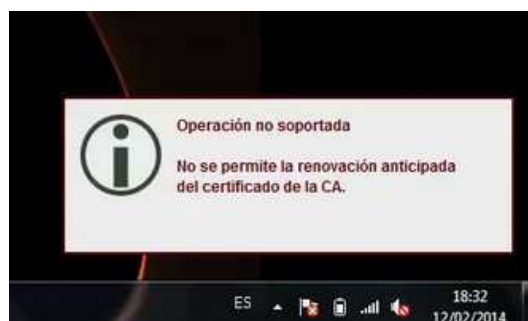 Operación no soportada
No se permite la renovación anticipada
del certificado de la CA.
ES
18:32
12/02/2014